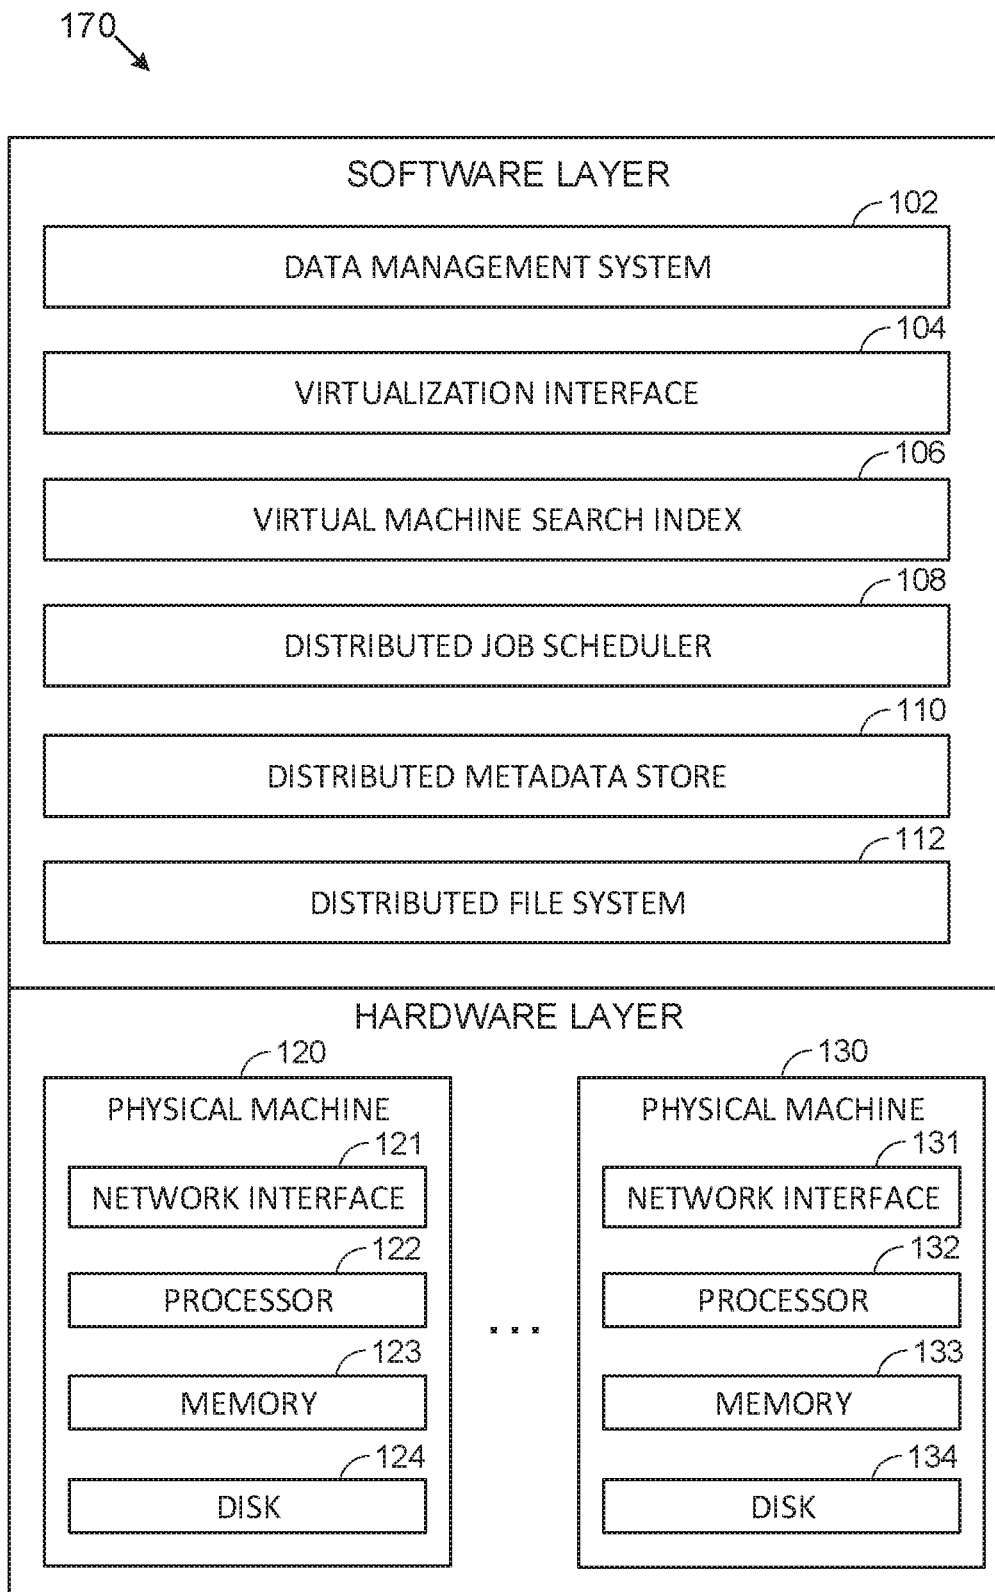 170
SOFTWARE LAYER
102
DATA MANAGEMENT SYSTEM
104
VIRTUALIZATION INTERFACE
106
VIRTUAL MACHINE SEARCH INDEX
108
DISTRIBUTED JOB SCHEDULER
110
DISTRIBUTED METADATA STORE
112
DISTRIBUTED FILE SYSTEM
HARDWARE LAYER
120
PHYSICAL MACHINE
121
NETWORK INTERFACE
122
PROCESSOR
123
MEMORY
124
DISK
...
130
PHYSICAL MACHINE
131
NETWORK INTERFACE
132
PROCESSOR
133
MEMORY
134
DISK